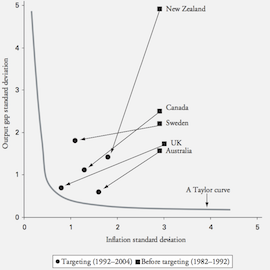 5
New Zealand
4
Output gap standard deviation
3
Canada
Sweden
2
UK
Australia
1
A Taylor curve
0
0 1 2 3 4 5
Inflation standard deviation
Targeting (1992–2004) Before targeting (1982–1992)